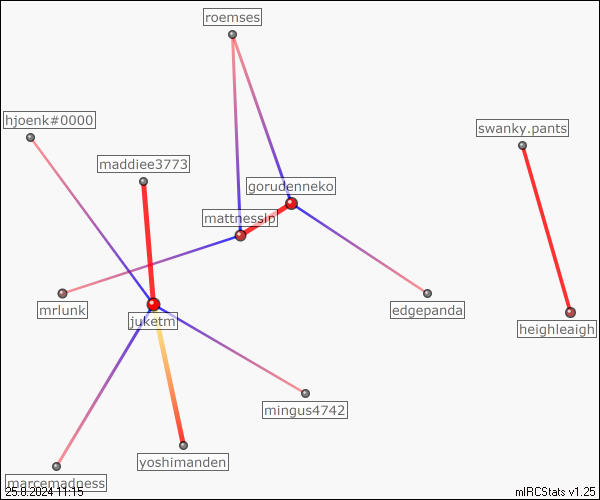 roemses
hjoenk#0000
swanky.pants
maddiee3773
gorudenneko
mattnesslp
mrlunk
edgepanda
juketm
heighleaigh
mingus4742
yoshimanden
marcemadness
25.8.2024 11:15
mIRCStats v1.25